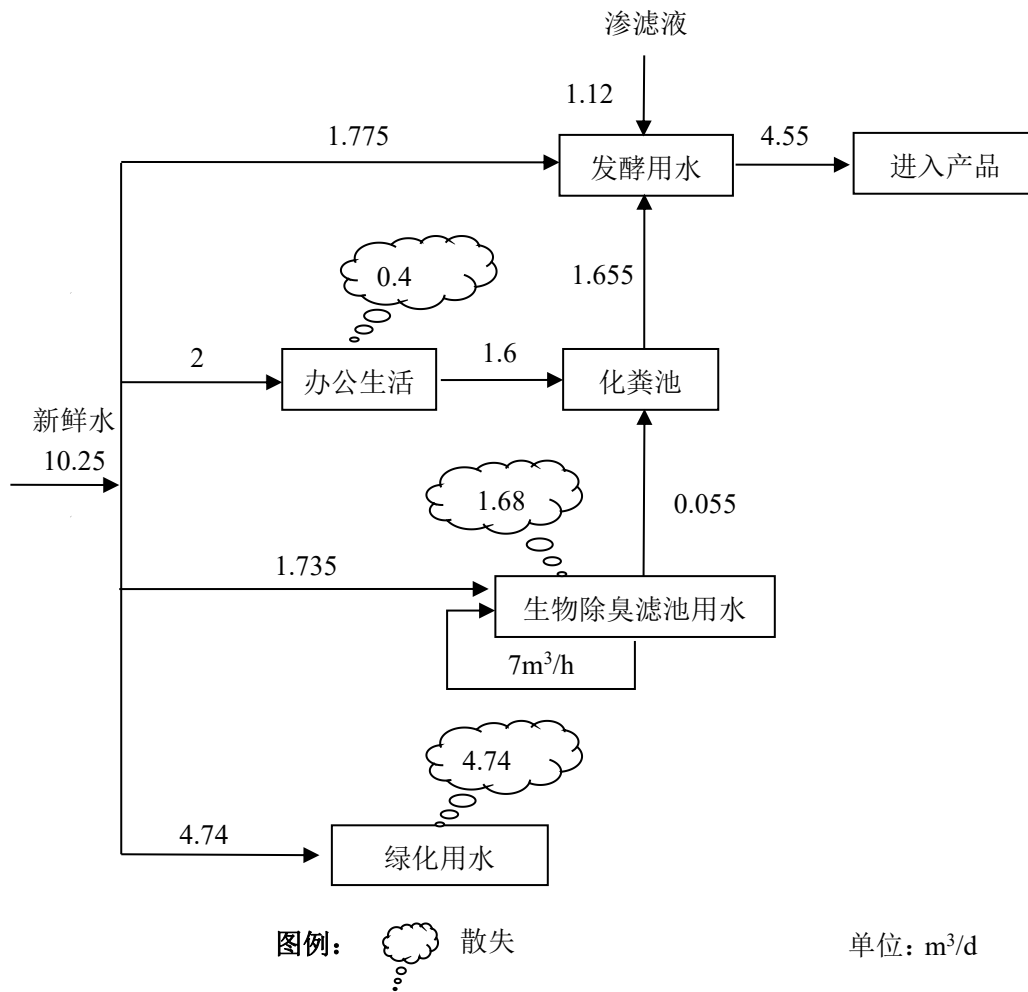 渗滤液
1.12
1.775
发酵用水
4.55
进入产品
0.4
1.655
2
办公生活
1.6
化粪池
新鲜水
10.25
1.68
0.055
1.735
生物除臭滤池用水
7m³/h
4.74
4.74
绿化用水
图例：
散失
单位：m³/d